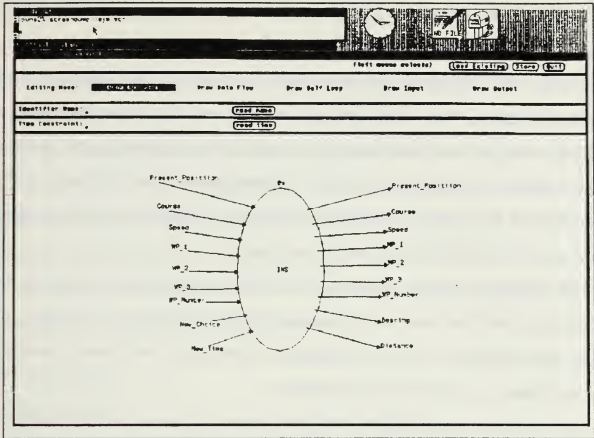 screendump
NO FILE
(left mouse selects) Load Existing Store Quit
Editing Mode: Draw Data Flow Draw Self Loop Draw Input Draw Output
Identifier Name: read name
Time Constraint: read time
Present_Position Present_Position
Course Course
Speed Speed
WP_1 WP_1
WP_2 INS WP_2
WP_3 WP_3
WP_Number WP_Number
New_Choice Bearing
New_Time Distance